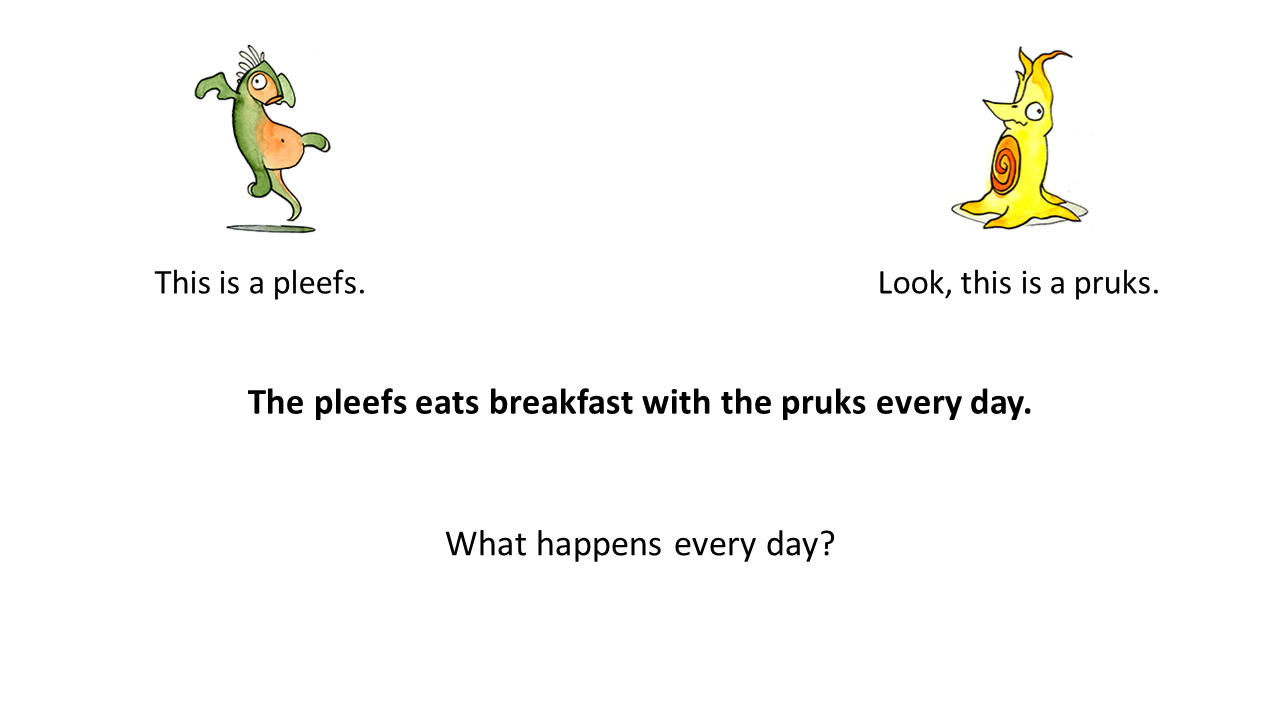 This is a pleefs.
Look, this is a pruks.
The pleefs eats breakfast with the pruks every day.
What happens every day?